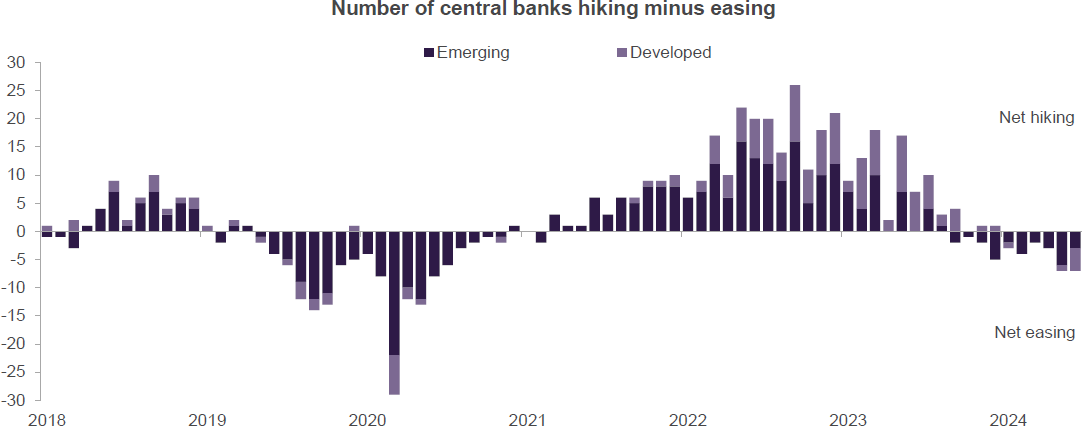 Number of central banks hiking minus easing
Emerging Developed
30
25
20
Net hiking
15
10
5
0
-5
-10
-15
Net easing
-20
-25
-30
2018 2019 2020 2021 2022 2023 2024